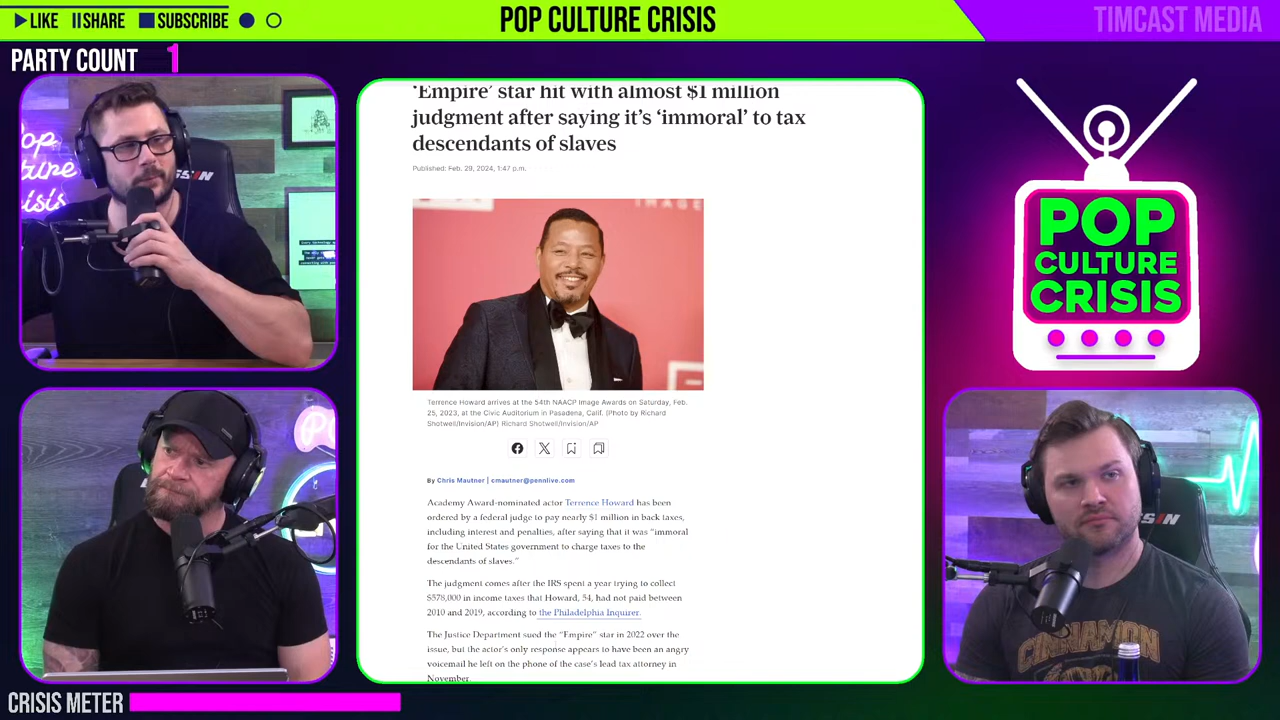 LIKE SHARE SUBSCRIBE
POP CULTURE CRISIS
TIMCAST MEDIA
PARTY COUNT 1
'Empire' star hit with almost $1 million
judgment after saying it's 'immoral' to tax
descendants of slaves
Published: Feb. 29, 2024, 1:47 p.m.
IMAGE
Terrence Howard arrives at the 54th NAACP Image Awards on Saturday, Feb.
25, 2023, at the Civic Auditorium in Pasadena, Calif. (Photo by Richard
Shotwell/Invision/AP) Richard Shotwell/Invision/AP
By Chris Mautner | cmautner@pennlive.com
Academy Award-nominated actor Terrence Howard has been
ordered by a federal judge to pay nearly $1 million in back taxes,
including interest and penalties, after saying that it was "immoral
for the United States government to charge taxes to the
descendants of slaves."
The judgment comes after the IRS spent a year trying to collect
$578,000 in income taxes that Howard, 54, had not paid between
2010 and 2019, according to the Philadelphia Inquirer.
The Justice Department sued the "Empire" star in 2022 over the
issue, but the actor's only response appears to have been an angry
voicemail he left on the phone of the case's lead tax attorney in
November.
POP
CULTURE
CRISIS
CRISIS METER